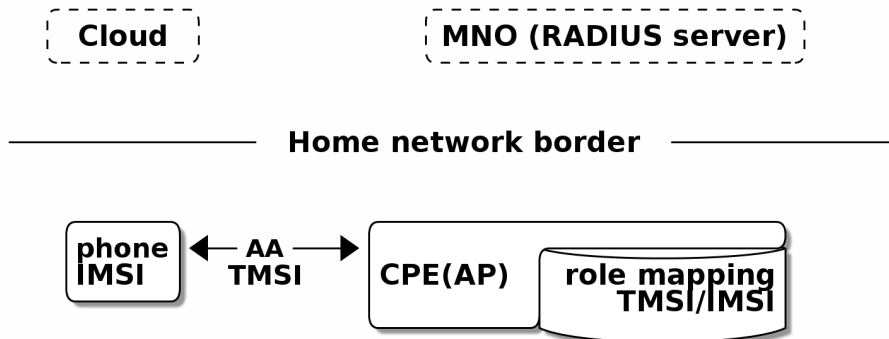 Cloud
MNO (RADIUS server)
Home network border
phone
IMSI
AA
TMSI
CPE(AP)
role mapping
TMSI/IMSI